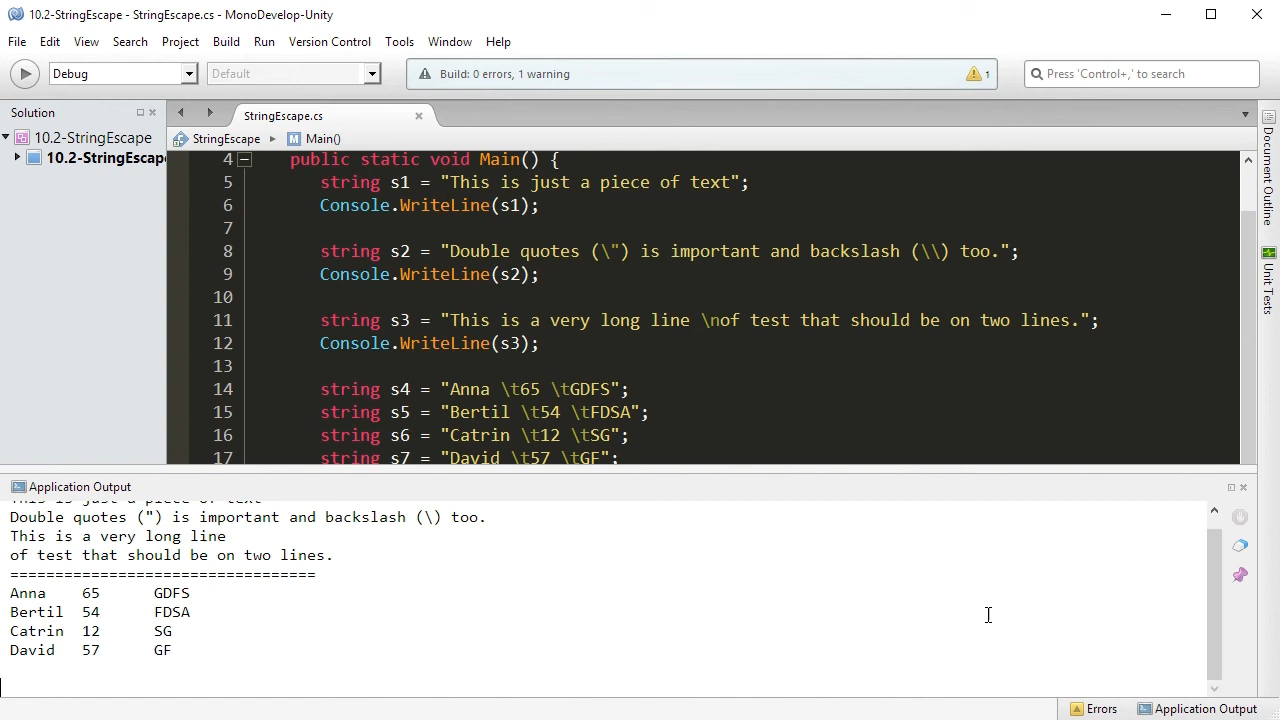 10.2-StringEscape - StringEscape.cs - MonoDevelop-Unity
File Edit View Search Project Build Run Version Control Tools Window Help
Debug Default Build: 0 errors, 1 warning 1 Press 'Control+,' to search
Solution
StringEscape.cs
10.2-StringEscape
10.2-StringEscape
StringEscape Main()
4 public static void Main() {
5 string s1 = "This is just a piece of text";
6 Console.WriteLine(s1);
7
8 string s2 = "Double quotes (\") is important and backslash (\\) too.";
9 Console.WriteLine(s2);
10
11 string s3 = "This is a very long line \nof test that should be on two lines.";
12 Console.WriteLine(s3);
13
14 string s4 = "Anna \t65 \tGDFS";
15 string s5 = "Bertil \t54 \tFDSA";
16 string s6 = "Catrin \t12 \tSG";
17 string s7 = "David \t57 \tGF";
Document Outline
Unit Tests
Application Output
This is just a piece of text
Double quotes (") is important and backslash (\) too.
This is a very long line
of test that should be on two lines.
==================================
Anna 65 GDFS
Bertil 54 FDSA
Catrin 12 SG
David 57 GF
Errors Application Output